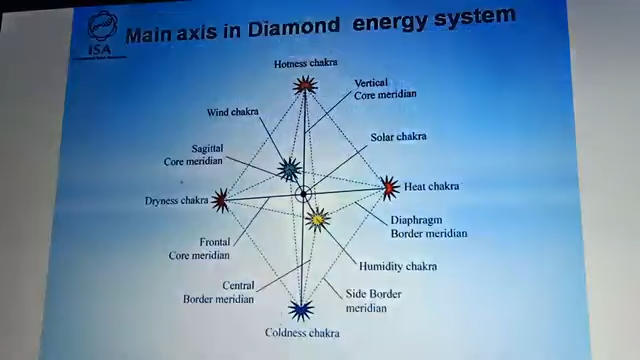 Main axis in Diamond energy system
ISA
Hotness chakra
Vertical
Core meridian
Wind chakra
Solar chakra
Sagittal
Core meridian
Dryness chakra
Heat chakra
Diaphragm
Border meridian
Frontal
Core meridian
Humidity chakra
Central
Border meridian
Side Border
meridian
Coldness chakra